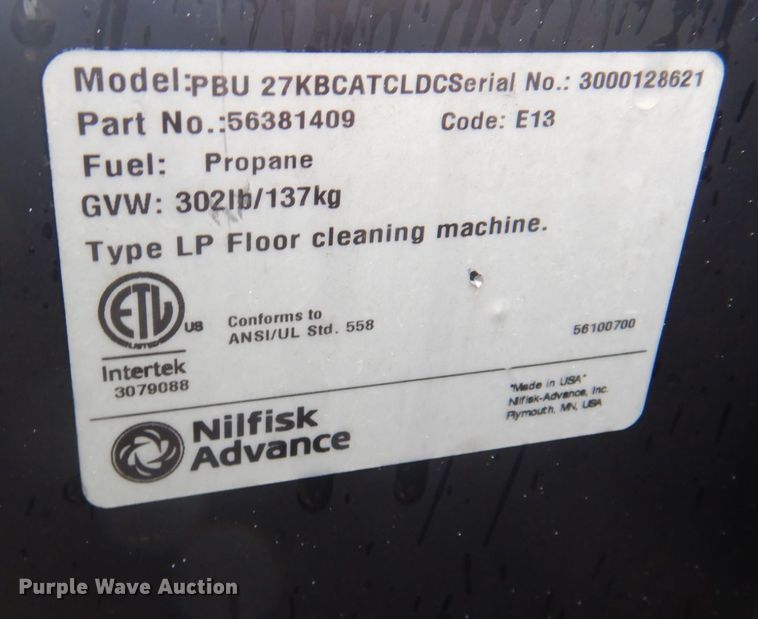 Model:PBU 27KBCATCLDCSerial No.: 3000128621
Part No.:56381409 Code: E13
Fuel: Propane
GVW: 302lb/137kg
Type LP Floor cleaning machine.
ETL US
LISTED
Conforms to
ANSI/UL Std. 558
56100700
Intertek
3079088
"Made in USA"
Nilfisk-Advance, Inc.
Plymouth, MN, USA
Nilfisk
Advance
Purple Wave Auction